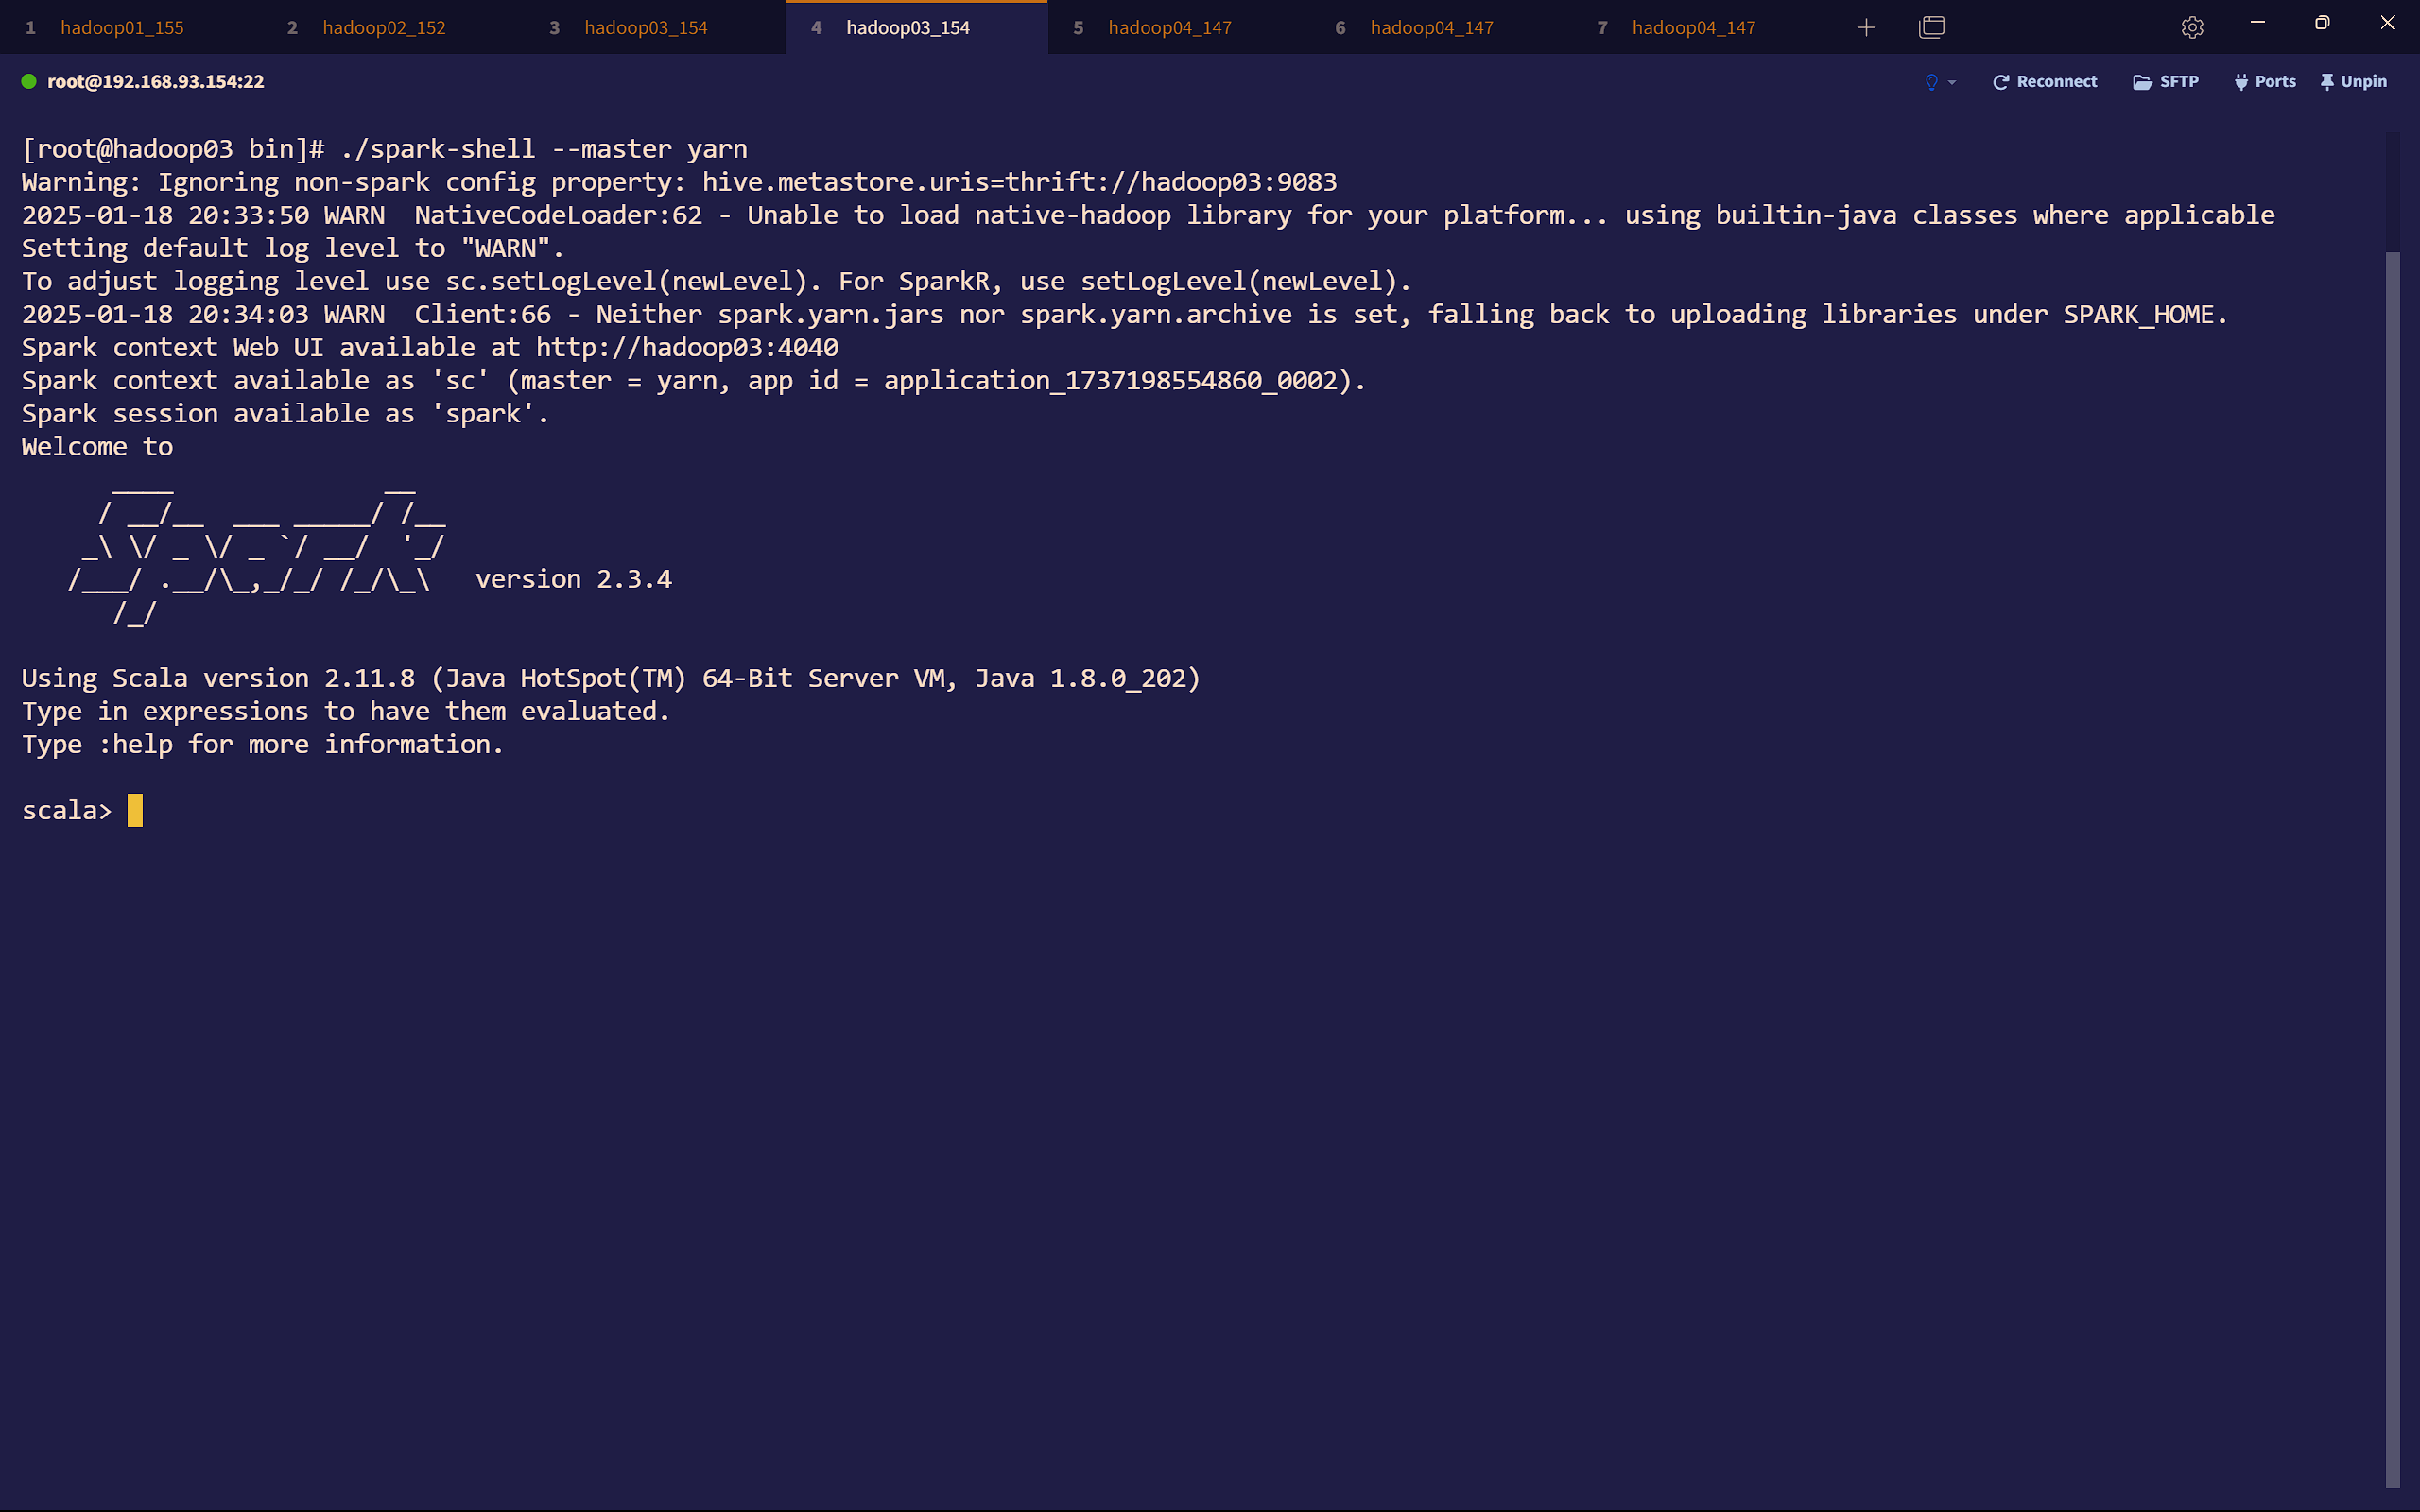 1 hadoop01_155 2 hadoop02_152 3 hadoop03_154 4 hadoop03_154 5 hadoop04_147 6 hadoop04_147 7 hadoop04_147
root@192.168.93.154:22 Reconnect SFTP Ports Unpin
[root@hadoop03 bin]# ./spark-shell --master yarn
Warning: Ignoring non-spark config property: hive.metastore.uris=thrift://hadoop03:9083
2025-01-18 20:33:50 WARN  NativeCodeLoader:62 - Unable to load native-hadoop library for your platform... using builtin-java classes where applicable
Setting default log level to "WARN".
To adjust logging level use sc.setLogLevel(newLevel). For SparkR, use setLogLevel(newLevel).
2025-01-18 20:34:03 WARN  Client:66 - Neither spark.yarn.jars nor spark.yarn.archive is set, falling back to uploading libraries under SPARK_HOME.
Spark context Web UI available at http://hadoop03:4040
Spark context available as 'sc' (master = yarn, app id = application_1737198554860_0002).
Spark session available as 'spark'.
Welcome to
      ____              __
     / __/__  ___ _____/ /__
    _\ \/ _ \/ _ `/ __/  '_/
   /___/ .__/\_,_/_/ /_/\_\   version 2.3.4
      /_/
Using Scala version 2.11.8 (Java HotSpot(TM) 64-Bit Server VM, Java 1.8.0_202)
Type in expressions to have them evaluated.
Type :help for more information.
scala>